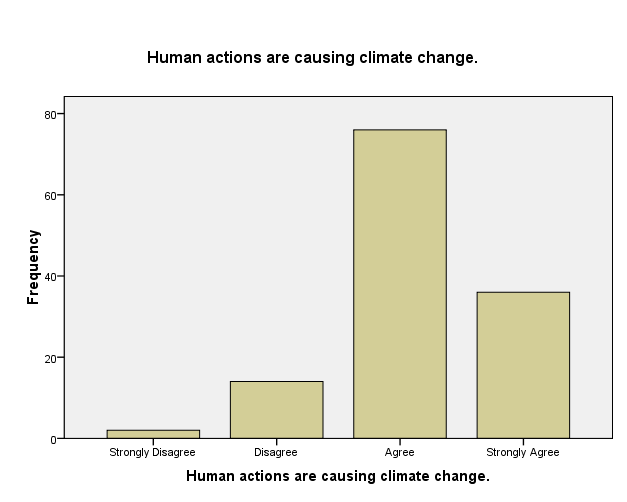 Human actions are causing climate change.
80
60
40
20
0
Frequency
Strongly Disagree
Disagree
Agree
Strongly Agree
Human actions are causing climate change.